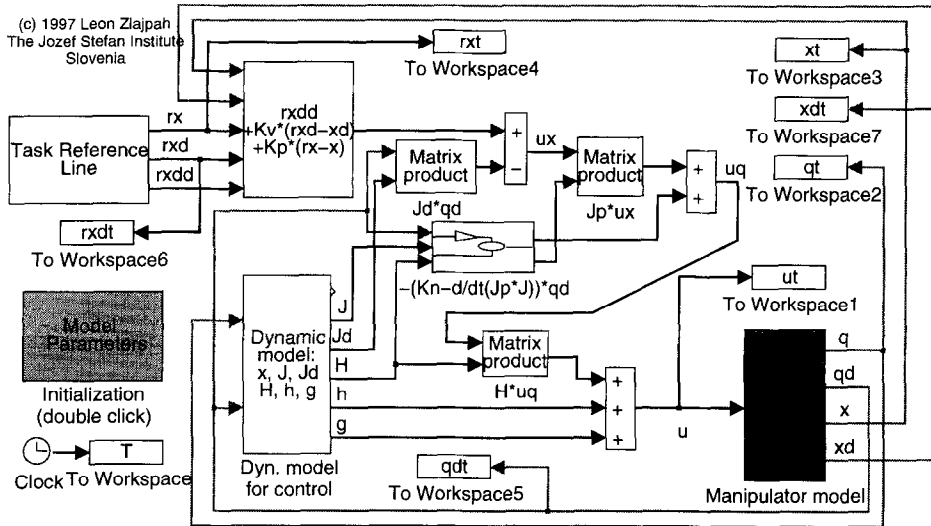 (c) 1997 Leon Zlajpah
The Jozef Stefan Institute
Slovenia
rxt
To Workspace4
xt
To Workspace3
xdt
To Workspace7
qt
To Workspace2
Task Reference
Line
rx
rxd
rxdd
rxdd
+Kv*(rxd-xd)
+Kp*(rx-x)
Matrix
product
Jd*qd
+
−
ux
Matrix
product
Jp*ux
+
+
uq
rxdt
To Workspace6
−(Kn−d/dt(Jp*J))*qd
ut
To Workspace1
Model
Parameters
Initialization
(double click)
Dynamic
model:
x, J, Jd
H, h, g
J
Jd
H
h
g
Dyn. model
for control
Matrix
product
H*uq
+
+
+
u
q
qd
x
xd
Manipulator model
Clock
T
To Workspace
qdt
To Workspace5